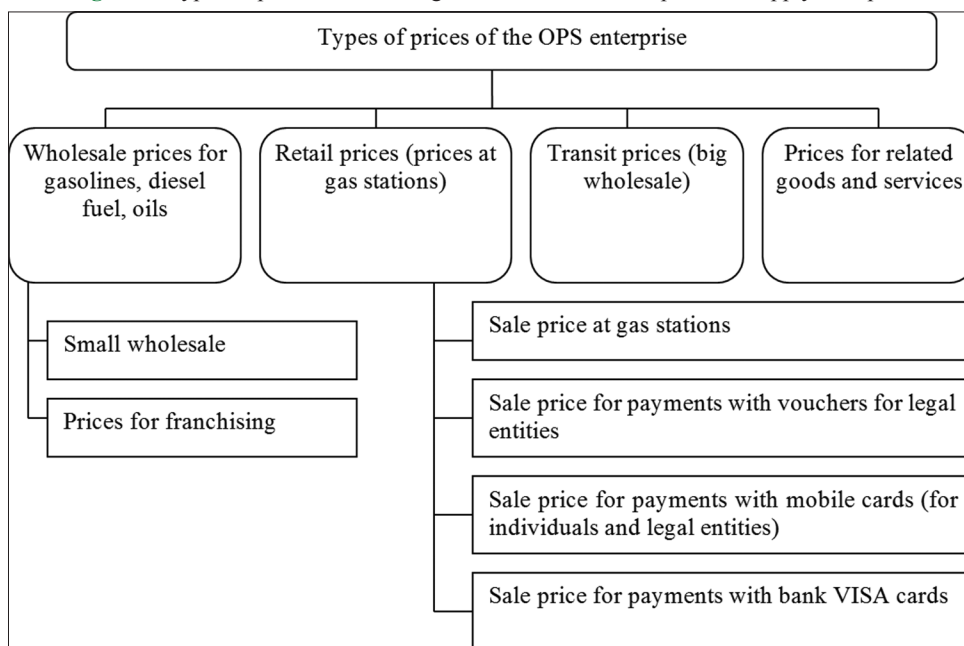 Types of prices of the OPS enterprise
Wholesale prices for
gasolines, diesel
fuel, oils
Retail prices (prices at
gas stations)
Transit prices (big
wholesale)
Prices for related
goods and services
Small wholesale
Prices for franchising
Sale price at gas stations
Sale price for payments with vouchers for legal
entities
Sale price for payments with mobile cards (for
individuals and legal entities)
Sale price for payments with bank VISA cards